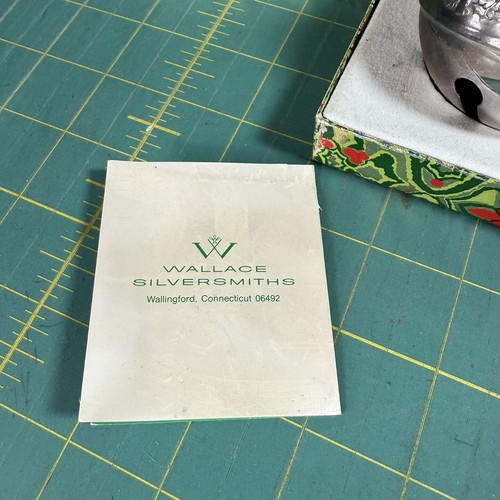 W
WALLACE
SILVERSMITHS
Wallingford, Connecticut 06492